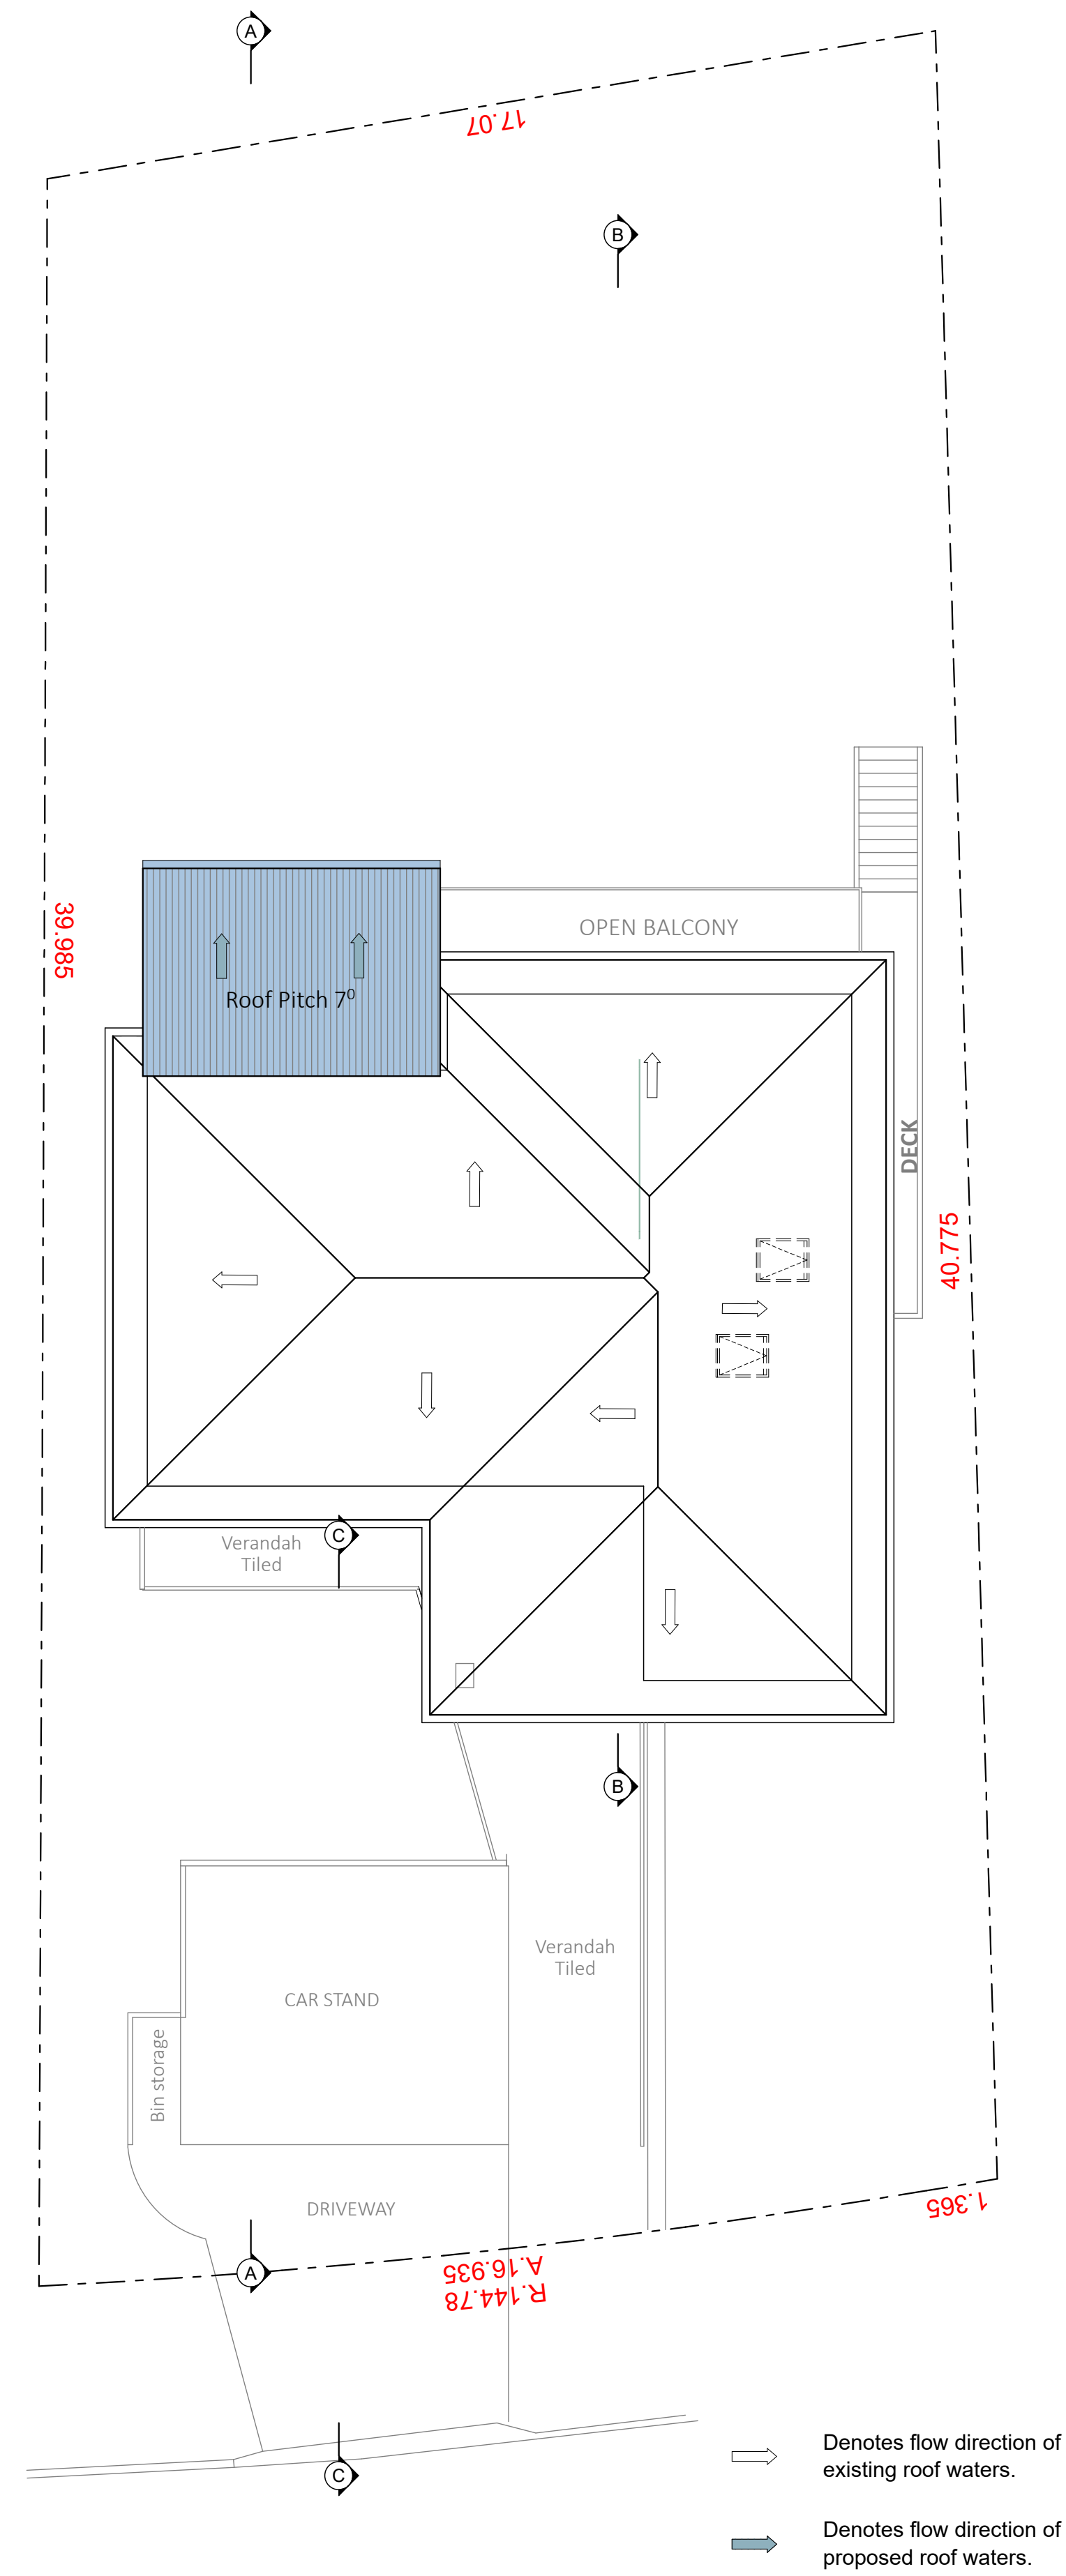 A
17.07
B
39.985
OPEN BALCONY
Roof Pitch 7⁰
DECK
40.775
C
Verandah
Tiled
B
Verandah
Tiled
CAR STAND
Bin storage
DRIVEWAY
1.365
A
A.16.935
R.144.78
C
Denotes flow direction of
existing roof waters.
Denotes flow direction of
proposed roof waters.